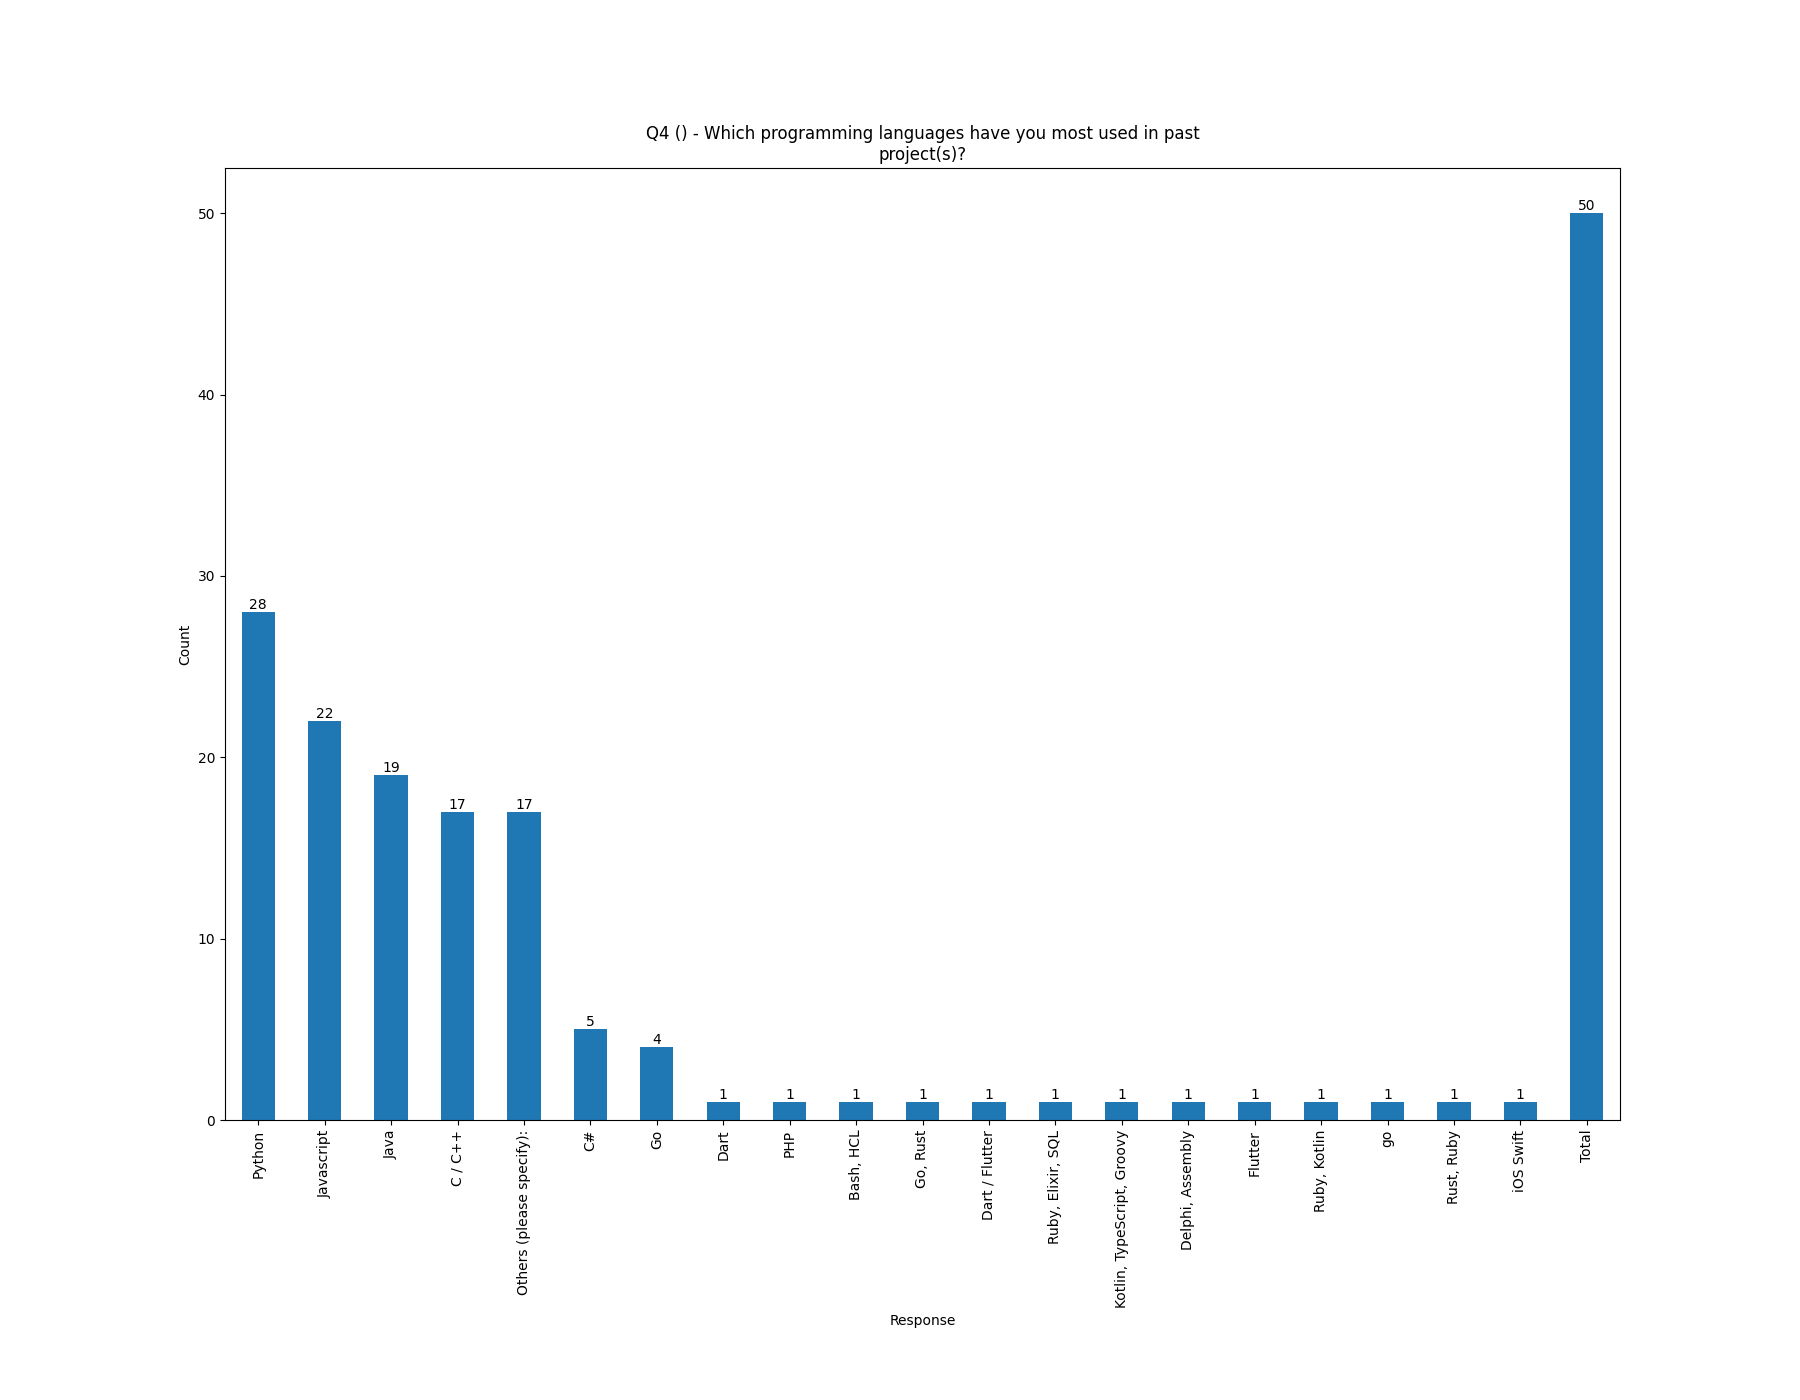 Q4 () - Which programming languages have you most used in past
project(s)?
50
40
30
20
10
0
Count
28
22
19
17
17
5
4
1
1
1
1
1
1
1
1
1
1
1
1
1
50
Python
Javascript
Java
C / C++
Others (please specify):
C#
Go
Dart
PHP
Bash, HCL
Go, Rust
Dart / Flutter
Ruby, Elixir, SQL
Kotlin, TypeScript, Groovy
Delphi, Assembly
Flutter
Ruby, Kotlin
go
Rust, Ruby
iOS Swift
Total
Response